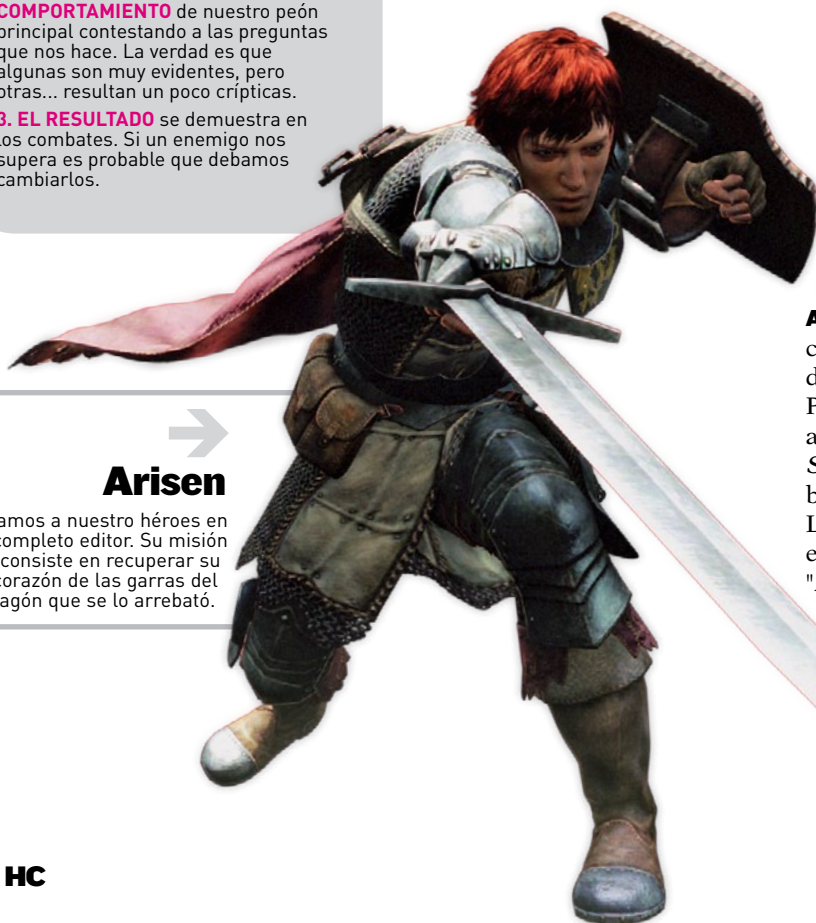 COMPORTAMIENTO de nuestro peón
principal contestando a las preguntas
que nos hace. La verdad es que
algunas son muy evidentes, pero
otras... resultan un poco crípticas.
3. EL RESULTADO se demuestra en
los combates. Si un enemigo nos
supera es probable que debamos
cambiarlos.
Arisen
amos a nuestro héroes en
completo editor. Su misión
consiste en recuperar su
corazón de las garras del
agón que se lo arrebató.
HC